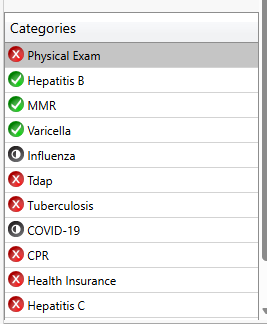 Categories
Physical Exam
Hepatitis B
MMR
Varicella
Influenza
Tdap
Tuberculosis
COVID-19
CPR
Health Insurance
Hepatitis C